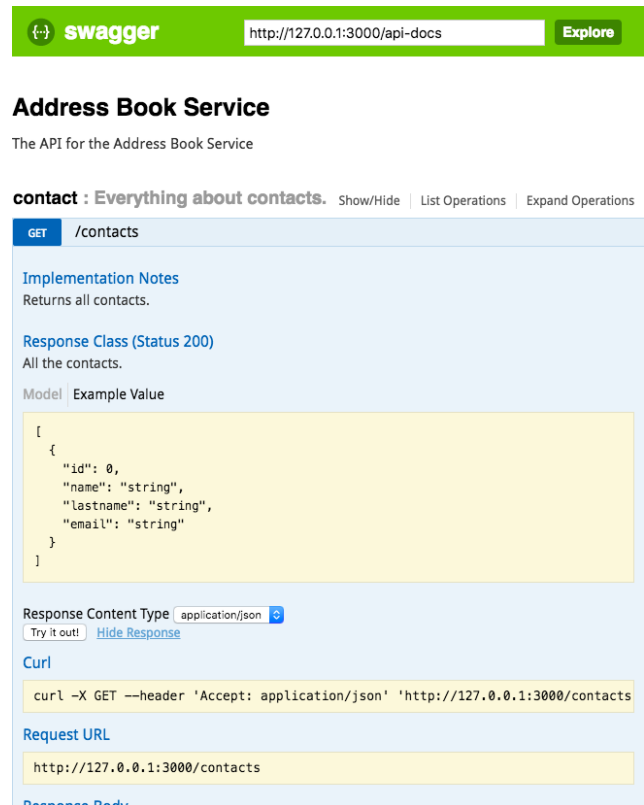 {···} swagger http://127.0.0.1:3000/api-docs Explore
Address Book Service
The API for the Address Book Service
contact : Everything about contacts. Show/Hide List Operations Expand Operations
GET /contacts
Implementation Notes
Returns all contacts.
Response Class (Status 200)
All the contacts.
Model Example Value
[
  {
    "id": 0,
    "name": "string",
    "lastname": "string",
    "email": "string"
  }
]
Response Content Type application/json
Try it out! Hide Response
Curl
curl -X GET --header 'Accept: application/json' 'http://127.0.0.1:3000/contacts
Request URL
http://127.0.0.1:3000/contacts
Response Body